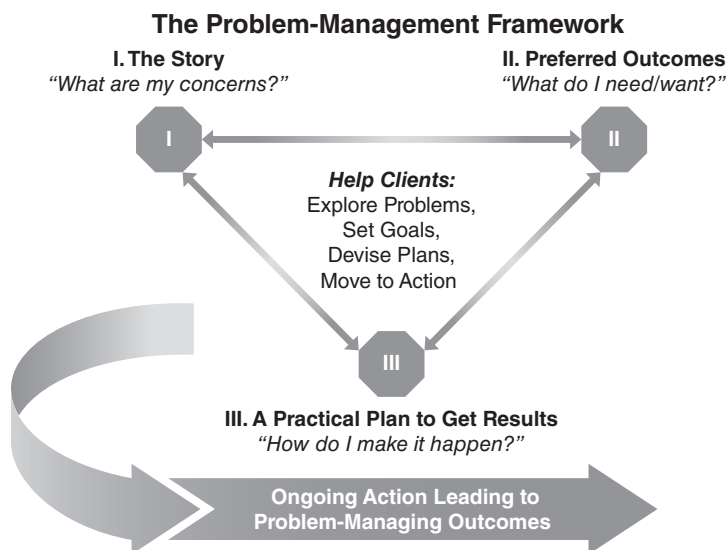 The Problem-Management Framework
I. The Story
“What are my concerns?”
II. Preferred Outcomes
“What do I need/want?”
I
II
Help Clients:
Explore Problems,
Set Goals,
Devise Plans,
Move to Action
III
III. A Practical Plan to Get Results
“How do I make it happen?”
Ongoing Action Leading to
Problem-Managing Outcomes